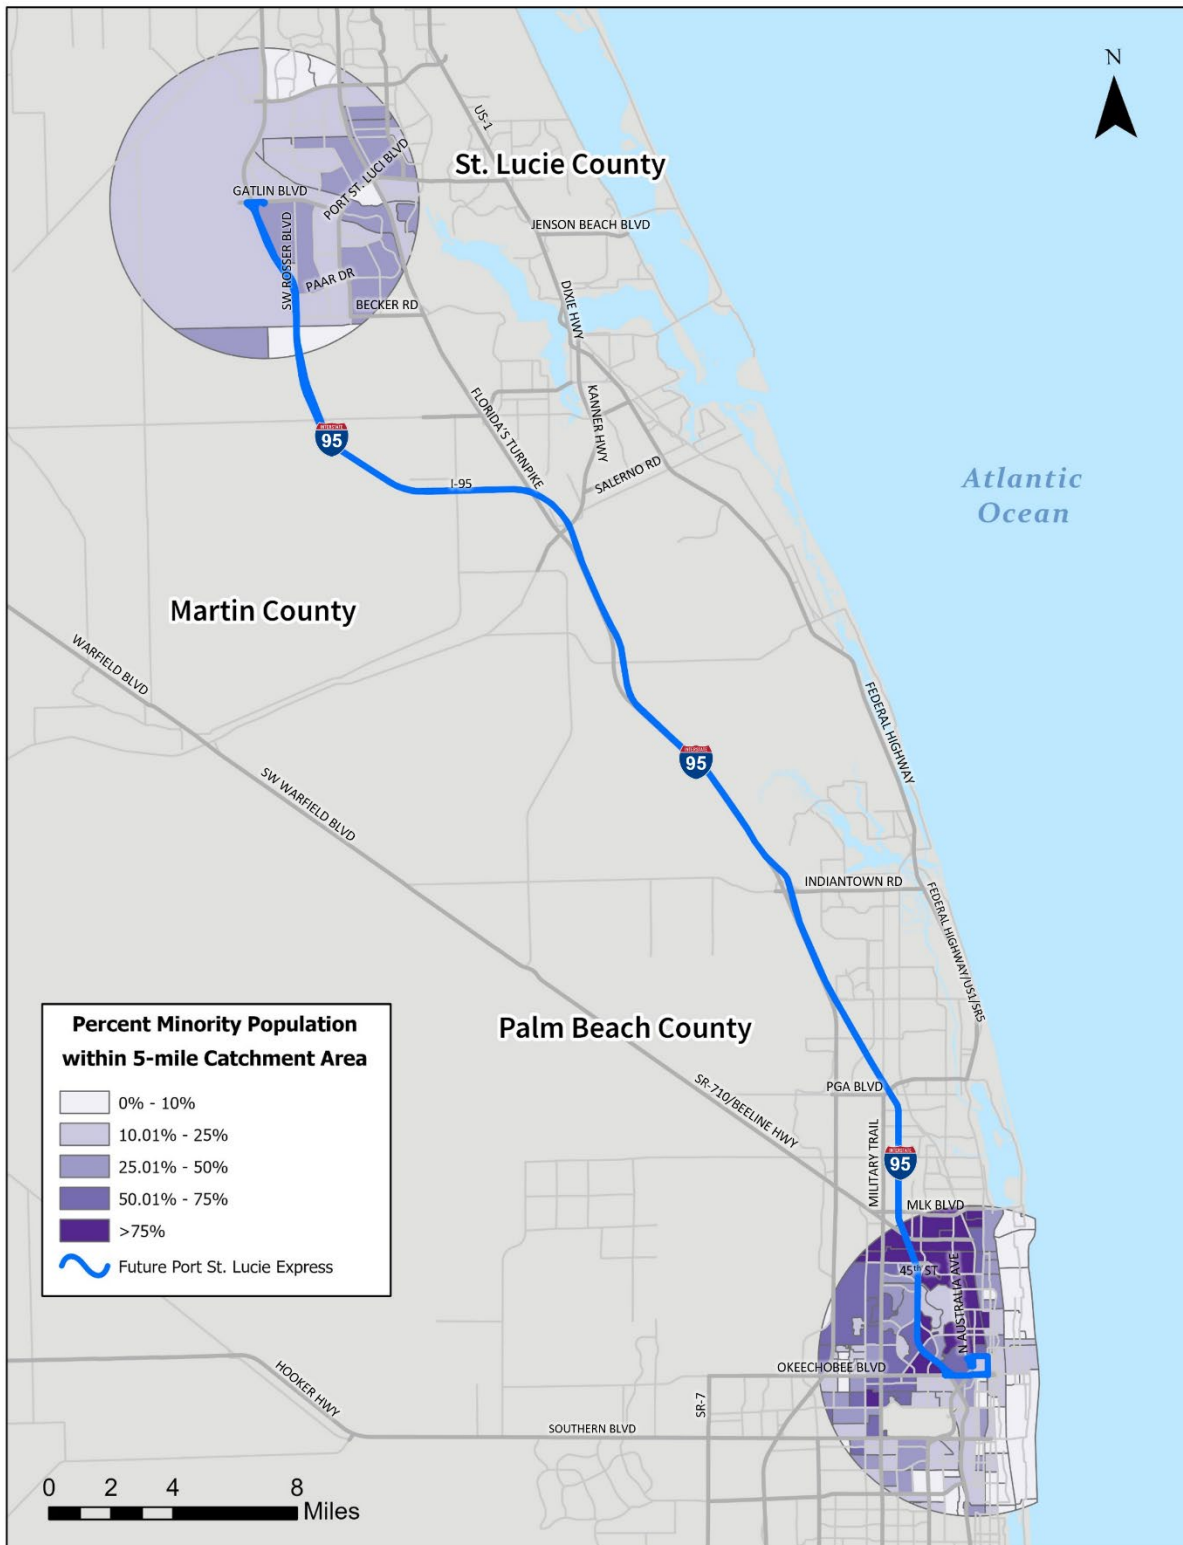 N
US-1
St. Lucie County
PORT ST. LUCI BLVD
GATLIN BLVD
JENSON BEACH BLVD
SW ROSSER BLVD
PAAR DR
BECKER RD
DIXIE HWY
KANNER HWY
FLORIDA'S TURNPIKE
INTERSTATE
95
SALERNO RD
I-95
Atlantic
Ocean
Martin County
WARFIELD BLVD
FEDERAL HIGHWAY
INTERSTATE
95
SW WARFIELD BLVD
INDIANTOWN RD
FEDERAL HIGHWAY/US1/SR5
Palm Beach County
Percent Minority Population
within 5-mile Catchment Area
0% - 10%
10.01% - 25%
25.01% - 50%
50.01% - 75%
>75%
Future Port St. Lucie Express
PGA BLVD
SR-710/BEELINE HWY
MILITARY TRAIL
INTERSTATE
95
MLK BLVD
45TH ST
N AUSTRALIA AVE
OKEECHOBEE BLVD
HOOKER HWY
SR-7
SOUTHERN BLVD
0 2 4 8
Miles